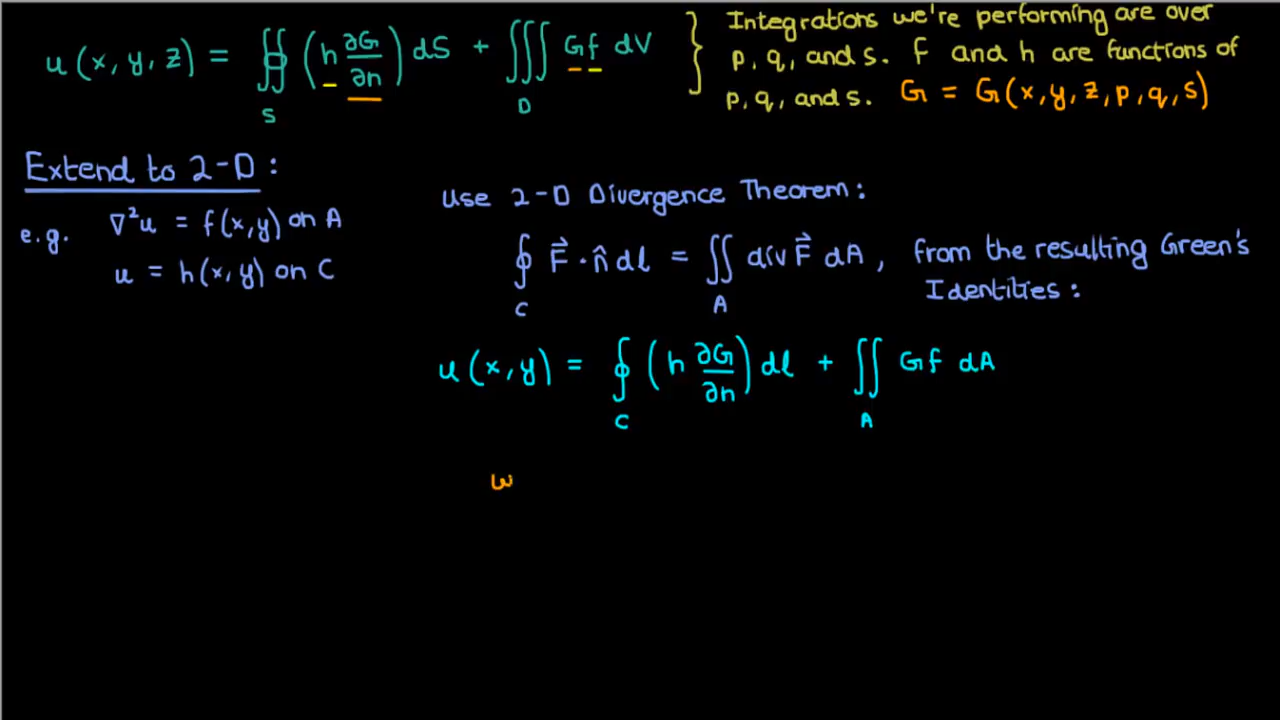 u(x,y,z) = ∯_S (h ∂G/∂n) dS + ∭_D Gf dV } Integrations we're performing are over
p, q, and s. f and h are functions of
p, q, and s. G = G(x,y,z,p,q,s)
Extend to 2-D:
e.g. ∇²u = f(x,y) on A
u = h(x,y) on C
Use 2-D Divergence Theorem:
∮_C F⃗ · n̂ dl = ∬_A div F⃗ dA, from the resulting Green's
Identities:
u(x,y) = ∮_C (h ∂G/∂n) dl + ∬_A Gf dA
w